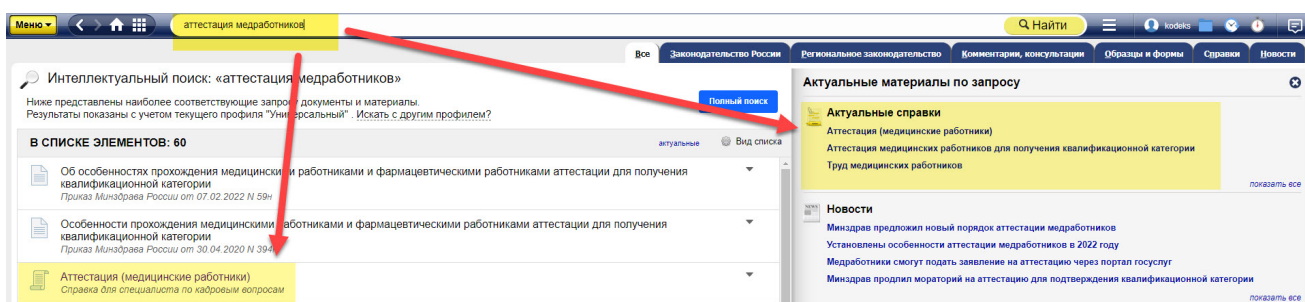 Меню
аттестация медработников
Найти
kodeks
Все
Законодательство России
Региональное законодательство
Комментарии, консультации
Образцы и формы
Справки
Новости
Интеллектуальный поиск: «аттестация медработников»
Ниже представлены наиболее соответствующие запросу документы и материалы.
Результаты показаны с учетом текущего профиля "Универсальный" . Искать с другим профилем?
Полный поиск
В СПИСКЕ ЭЛЕМЕНТОВ: 60
актуальные
Вид списка
Об особенностях прохождения медицинскими работниками и фармацевтическими работниками аттестации для получения
квалификационной категории
Приказ Минздрава России от 07.02.2022 N 59н
Особенности прохождения медицинскими работниками и фармацевтическими работниками аттестации для получения
квалификационной категории
Приказ Минздрава России от 30.04.2020 N 394н
Аттестация (медицинские работники)
Справка для специалиста по кадровым вопросам
Актуальные материалы по запросу
Актуальные справки
Аттестация (медицинские работники)
Аттестация медицинских работников для получения квалификационной категории
Труд медицинских работников
показать все
Новости
Минздрав предложил новый порядок аттестации медработников
Установлены особенности аттестации медработников в 2022 году
Медработники смогут подать заявление на аттестацию через портал госуслуг
Минздрав продлил мораторий на аттестацию для подтверждения квалификационной категории
показать все